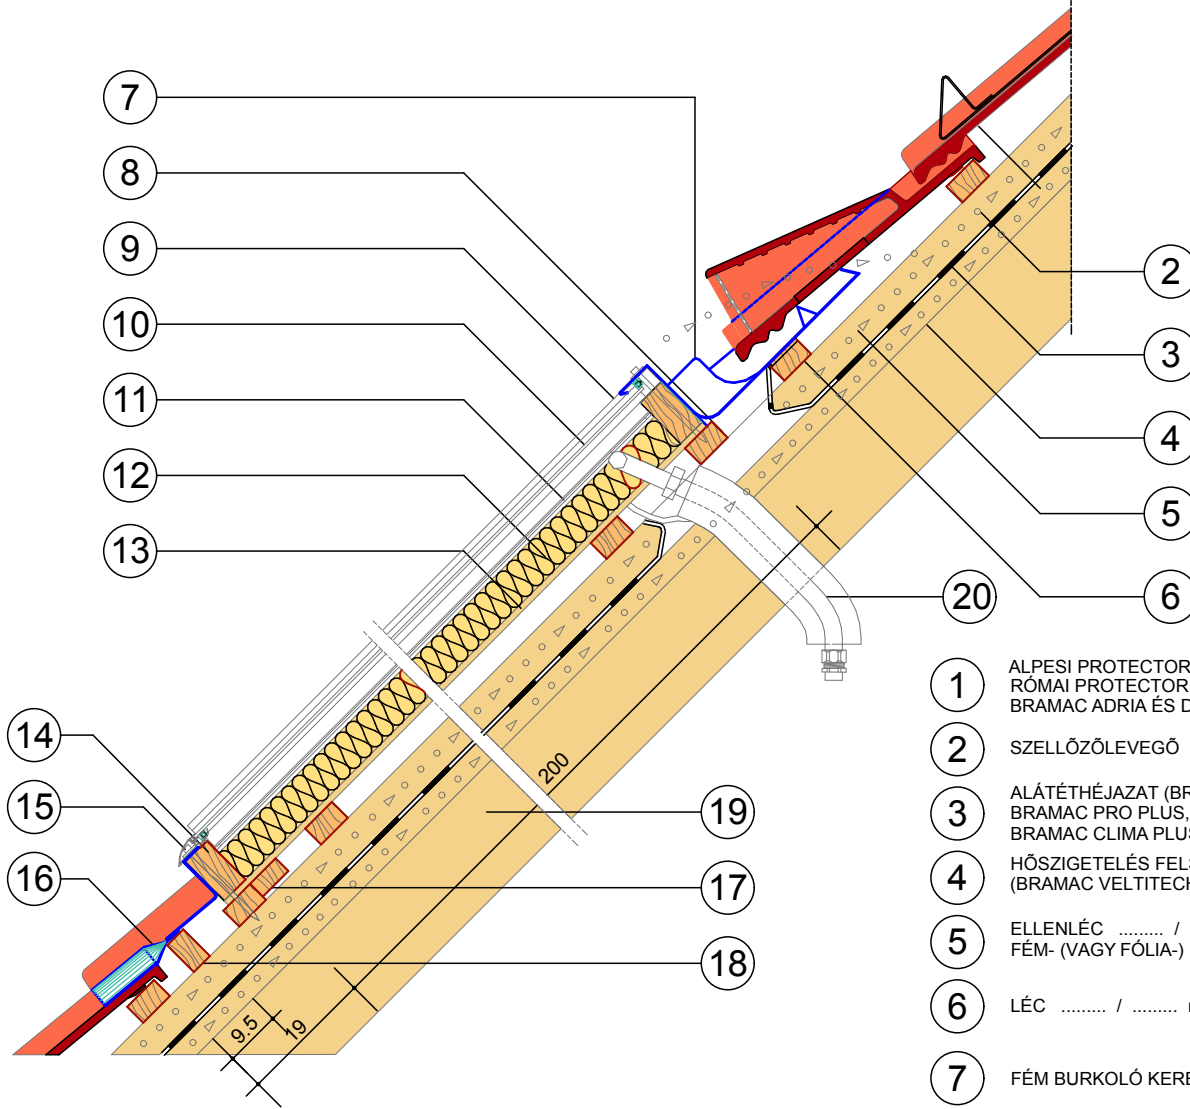 7
8
9
10
11
12
13
14
15
16
2
3
4
5
6
20
19
17
18
200
9.5
19
1 ALPESI PROTECTOR
RÓMAI PROTECTOR
BRAMAC ADRIA ÉS D
2 SZELLŐZŐLEVEGŐ
3 ALÁTÉTHÉJAZAT (BR
BRAMAC PRO PLUS,
BRAMAC CLIMA PLUS
4 HŐSZIGETELÉS FELS
(BRAMAC VELTITECH
5 ELLENLÉC ......... /
FÉM- (VAGY FÓLIA-)
6 LÉC ......... / .........
7 FÉM BURKOLÓ KERE